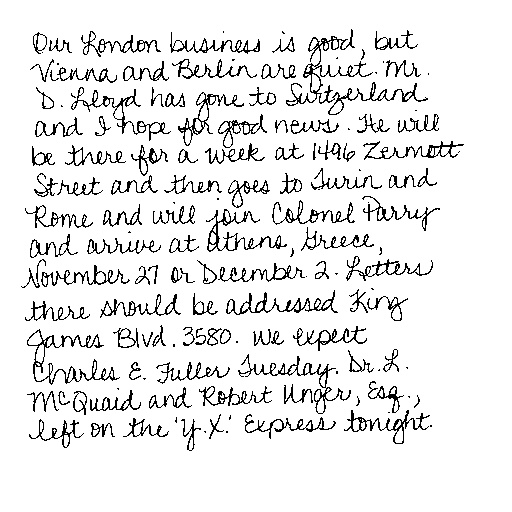 Our London business is good, but
Vienna and Berlin are quiet. Mr.
D. Lloyd has gone to Switzerland
and I hope for good news. He will
be there for a week at 1496 Zermott
Street and then goes to Turin and
Rome and will join Colonel Parry
and arrive at Athens, Greece,
November 27 or December 2. Letters
there should be addressed King
James Blvd. 3580. We expect
Charles E. Fuller Tuesday. Dr. L.
McQuaid and Robert Unger, Esq.,
left on the 'Y.X.' Express tonight.